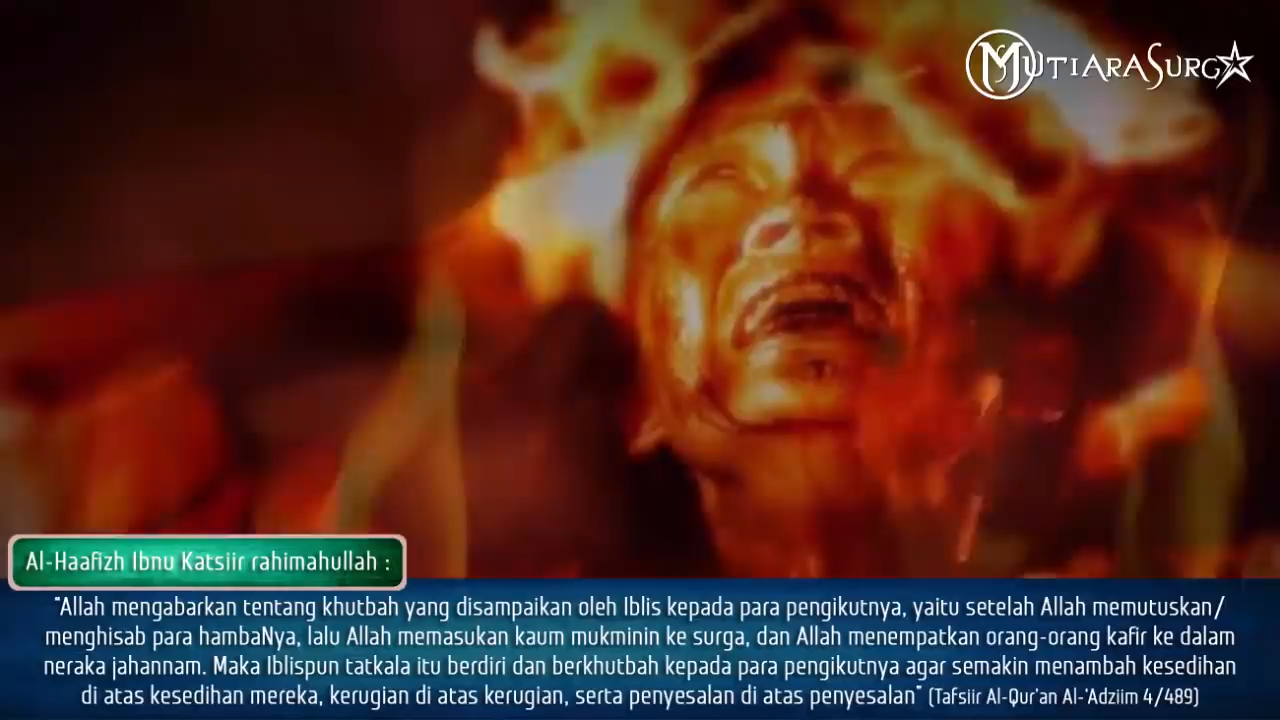 MUTIARASURGA
Al-Haafizh Ibnu Katsiir rahimahullah :
"Allah mengabarkan tentang khutbah yang disampaikan oleh Iblis kepada para pengikutnya, yaitu setelah Allah memutuskan/
menghisab para hambaNya, lalu Allah memasukan kaum mukminin ke surga, dan Allah menempatkan orang-orang kafir ke dalam
neraka jahannam. Maka Iblispun tatkala itu berdiri dan berkhutbah kepada para pengikutnya agar semakin menambah kesedihan
di atas kesedihan mereka, kerugian di atas kerugian, serta penyesalan di atas penyesalan" (Tafsiir Al-Qur'an Al-'Adziim 4/489)